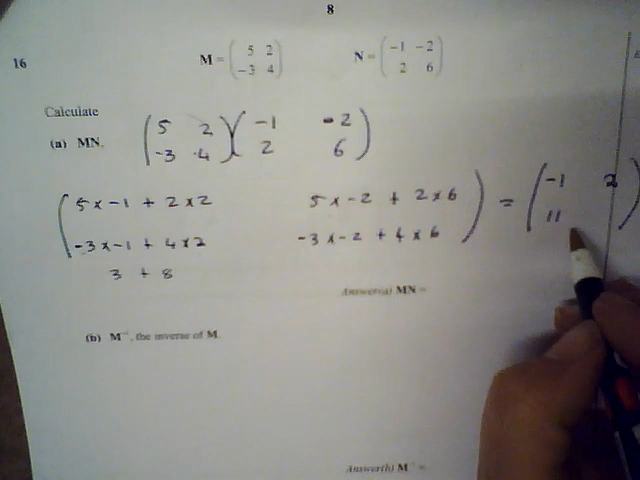 8
16
M = ( 5 2 -3 4 ) N = ( -1 -2 2 6 )
Calculate
(a) MN.
( 5 2 -3 4 ) ( -1 -2 2 6 )
( 5 x -1 + 2 x 2 5 x -2 + 2 x 6
-3 x -1 + 4 x 2 -3 x -2 + 4 x 6 ) = ( -1 2 11 )
3 + 8
Answer(a) MN =
(b) M⁻¹, the inverse of M.
Answer(b) M⁻¹ =